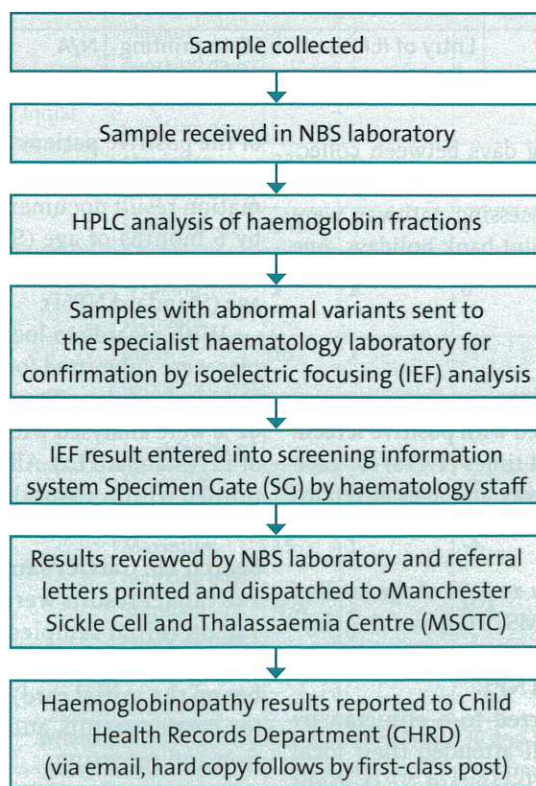 Sample collected
Sample received in NBS laboratory
HPLC analysis of haemoglobin fractions
Samples with abnormal variants sent to
the specialist haematology laboratory for
confirmation by isoelectric focusing (IEF) analysis
IEF result entered into screening information
system Specimen Gate (SG) by haematology staff
Results reviewed by NBS laboratory and referral
letters printed and dispatched to Manchester
Sickle Cell and Thalassaemia Centre (MSCTC)
Haemoglobinopathy results reported to Child
Health Records Department (CHRD)
(via email, hard copy follows by first-class post)